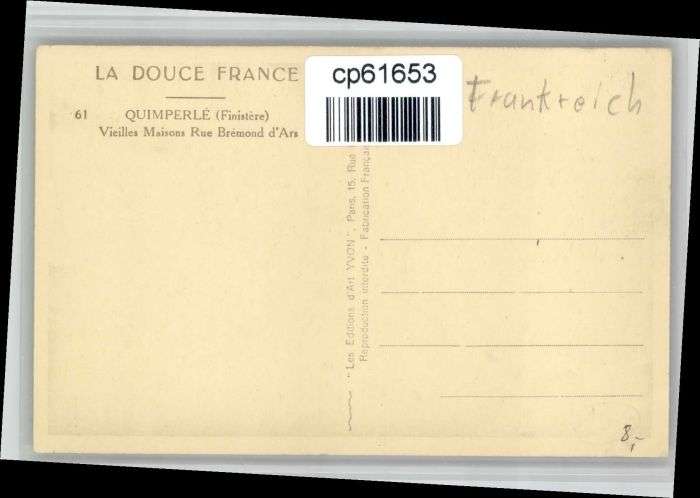 LA DOUCE FRANCE
61 QUIMPERLÉ (Finistère)
Vieilles Maisons Rue Brémond d'Ars
cp61653
Frankreich
"Les Editions d'Art YVON", Paris, 15, Rue
Reproduction interdite - Fabrication Française
8,-